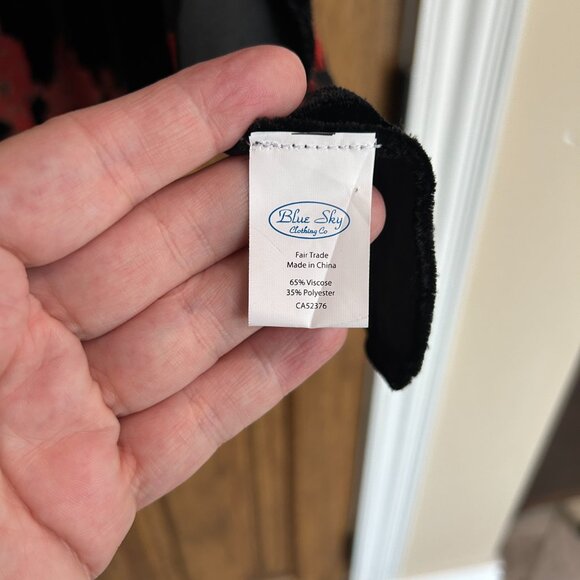 Blue Sky
Clothing Co
Fair Trade
Made in China
65% Viscose
35% Polyester
CA52376